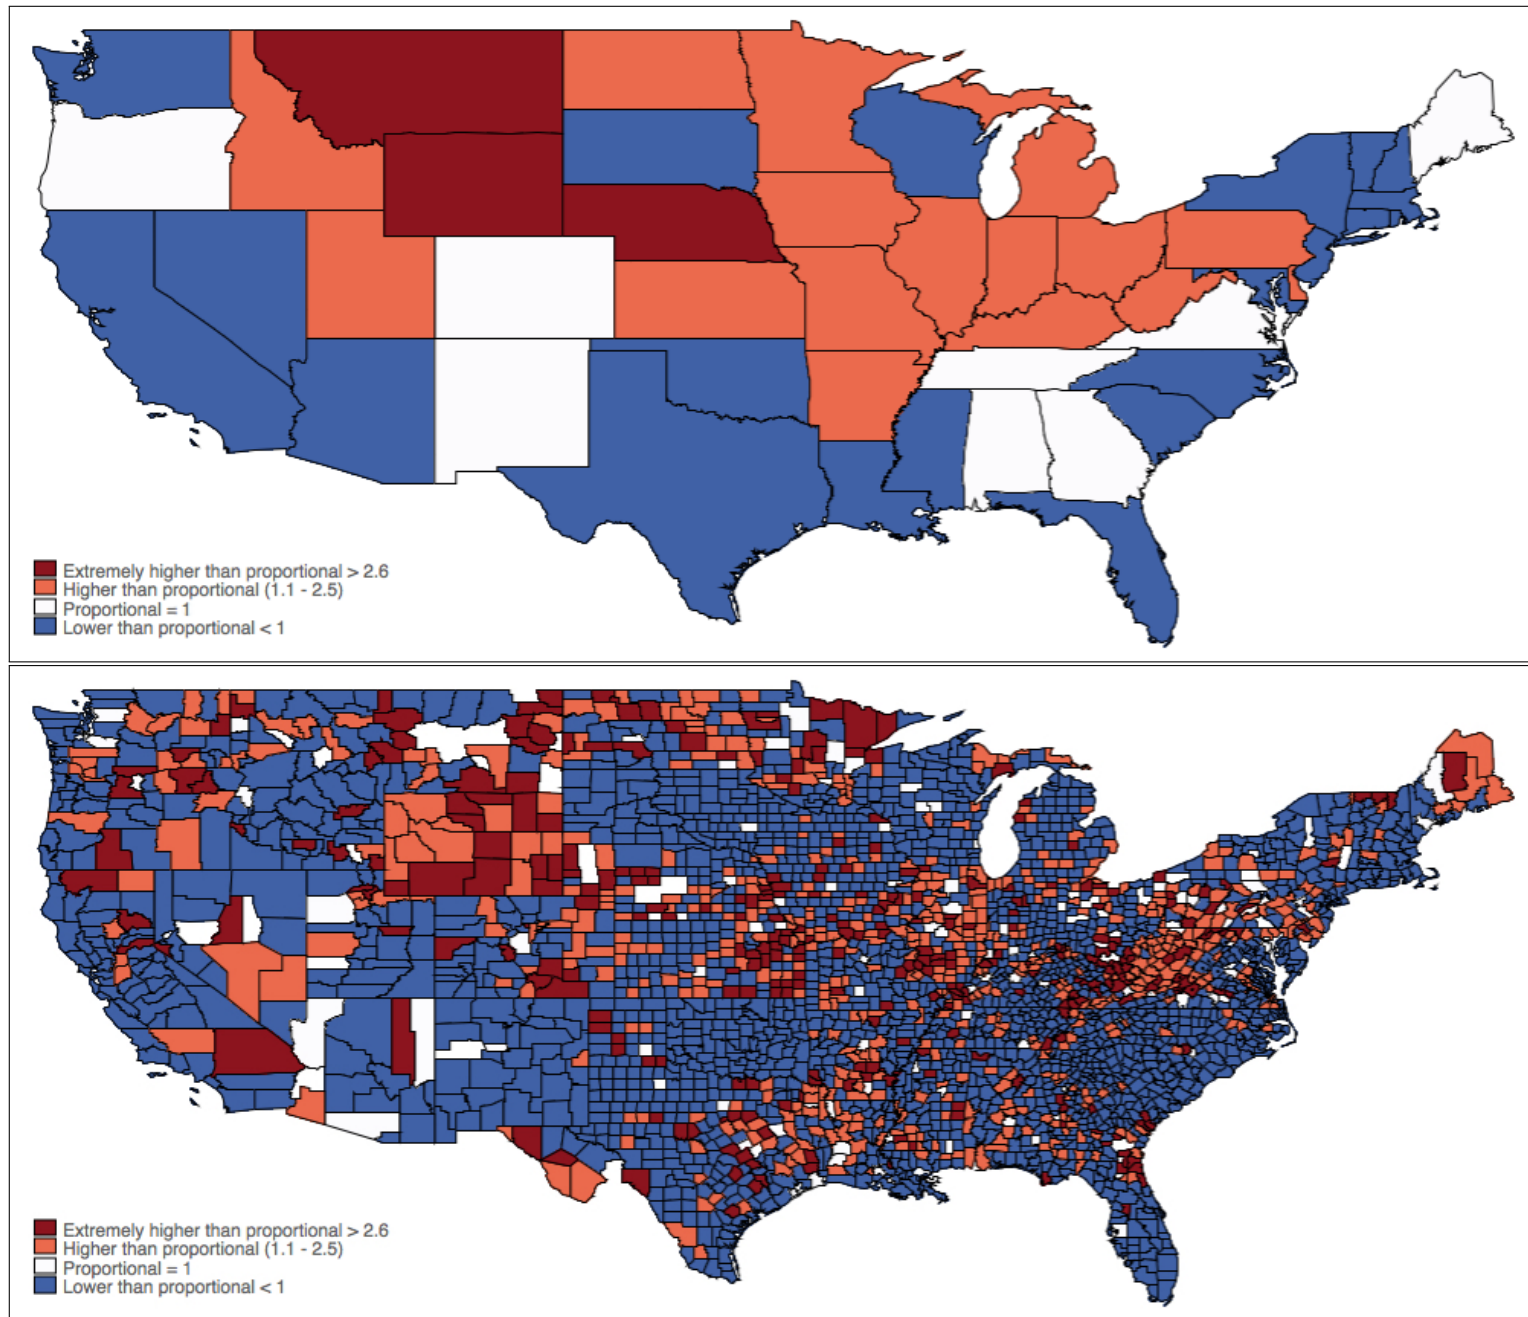 Extremely higher than proportional > 2.6
Higher than proportional (1.1 - 2.5)
Proportional = 1
Lower than proportional < 1
Extremely higher than proportional > 2.6
Higher than proportional (1.1 - 2.5)
Proportional = 1
Lower than proportional < 1